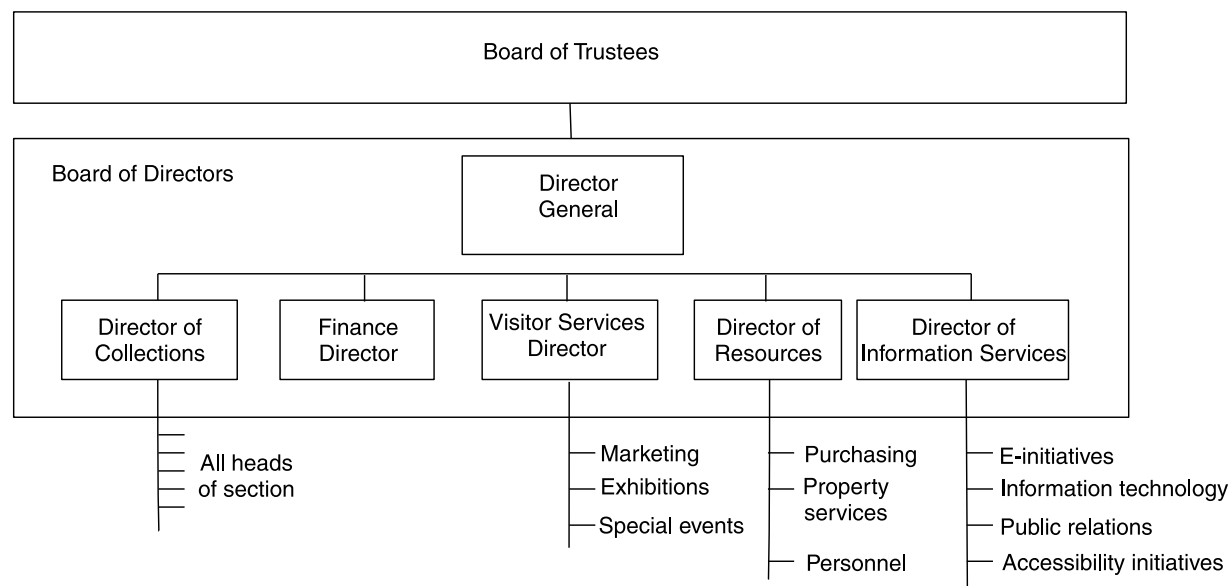 Board of Trustees
Board of Directors
Director
General
Director of
Collections
Finance
Director
Visitor Services
Director
Director of
Resources
Director of
Information Services
All heads
of section
Marketing
Exhibitions
Special events
Purchasing
Property
services
Personnel
E-initiatives
Information technology
Public relations
Accessibility initiatives